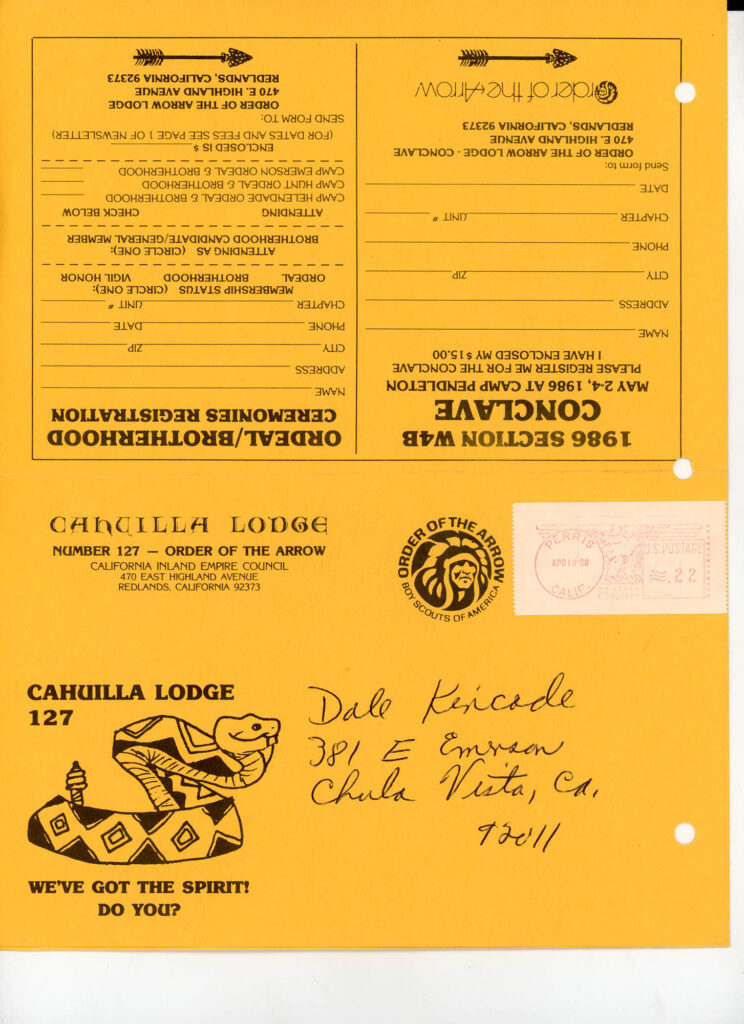 1986 SECTION W4B
CONCLAVE
MAY 2-4, 1986 AT CAMP PENDLETON
PLEASE REGISTER ME FOR THE CONCLAVE
I HAVE ENCLOSED MY $15.00
NAME
ADDRESS
CITY ZIP
PHONE
CHAPTER UNIT #
DATE
Send form to:
ORDER OF THE ARROW LODGE - CONCLAVE
470 E HIGHLAND AVENUE
REDLANDS, CALIFORNIA 92373
Order of the Arrow
ORDEAL/BROTHERHOOD
CEREMONIES REGISTRATION
NAME
ADDRESS
CITY ZIP
PHONE DATE
CHAPTER UNIT #
MEMBERSHIP STATUS (CIRCLE ONE):
ORDEAL BROTHERHOOD VIGIL HONOR
ATTENDING AS (CIRCLE ONE):
BROTHERHOOD CANDIDATE/GENERAL MEMBER
ATTENDING CHECK BELOW
CAMP HELENDADE ORDEAL & BROTHERHOOD
CAMP HUNT ORDEAL & BROTHERHOOD
CAMP EMERSON ORDEAL & BROTHERHOOD
ENCLOSED IS $
(FOR DATES AND FEES SEE PAGE 1 OF NEWSLETTER)
SEND FORM TO:
ORDER OF THE ARROW LODGE
470 E. HIGHLAND AVENUE
REDLANDS, CALIFORNIA 92373
CAHUILLA LODGE
NUMBER 127 — ORDER OF THE ARROW
CALIFORNIA INLAND EMPIRE COUNCIL
470 EAST HIGHLAND AVENUE
REDLANDS, CALIFORNIA 92373
ORDER OF THE ARROW
BOY SCOUTS OF AMERICA
PERRIS
APR 10 '86
CALIF.
U.S. POSTAGE
.22
CAHUILLA LODGE
127
WE'VE GOT THE SPIRIT!
DO YOU?
Dale Kincade
381 E Emerson
Chula Vista, Ca.
92011